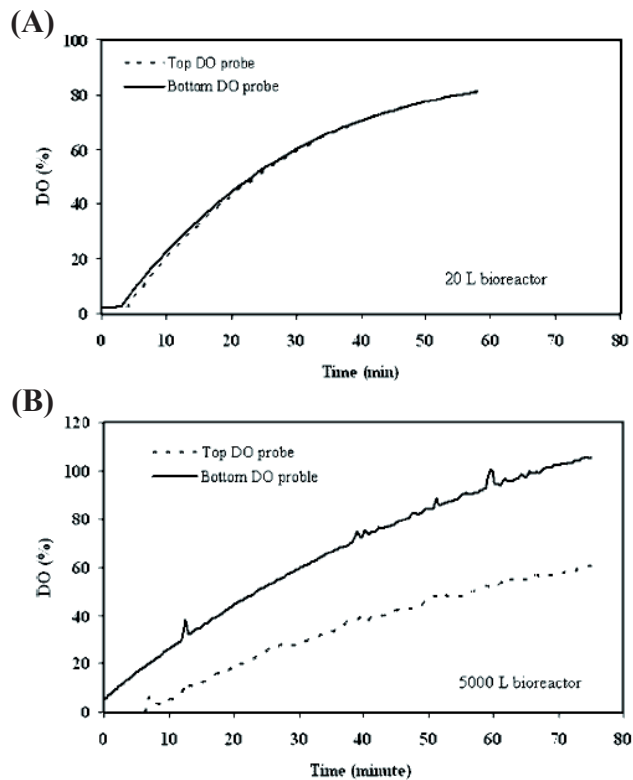 (A)
100
80
60
40
20
0
DO (%)
Top DO probe
Bottom DO probe
20 L bioreactor
0 10 20 30 40 50 60 70 80
Time (min)
(B)
120
100
80
60
40
20
0
DO (%)
Top DO probe
Bottom DO proble
5000 L bioreactor
0 10 20 30 40 50 60 70 80
Time (minute)